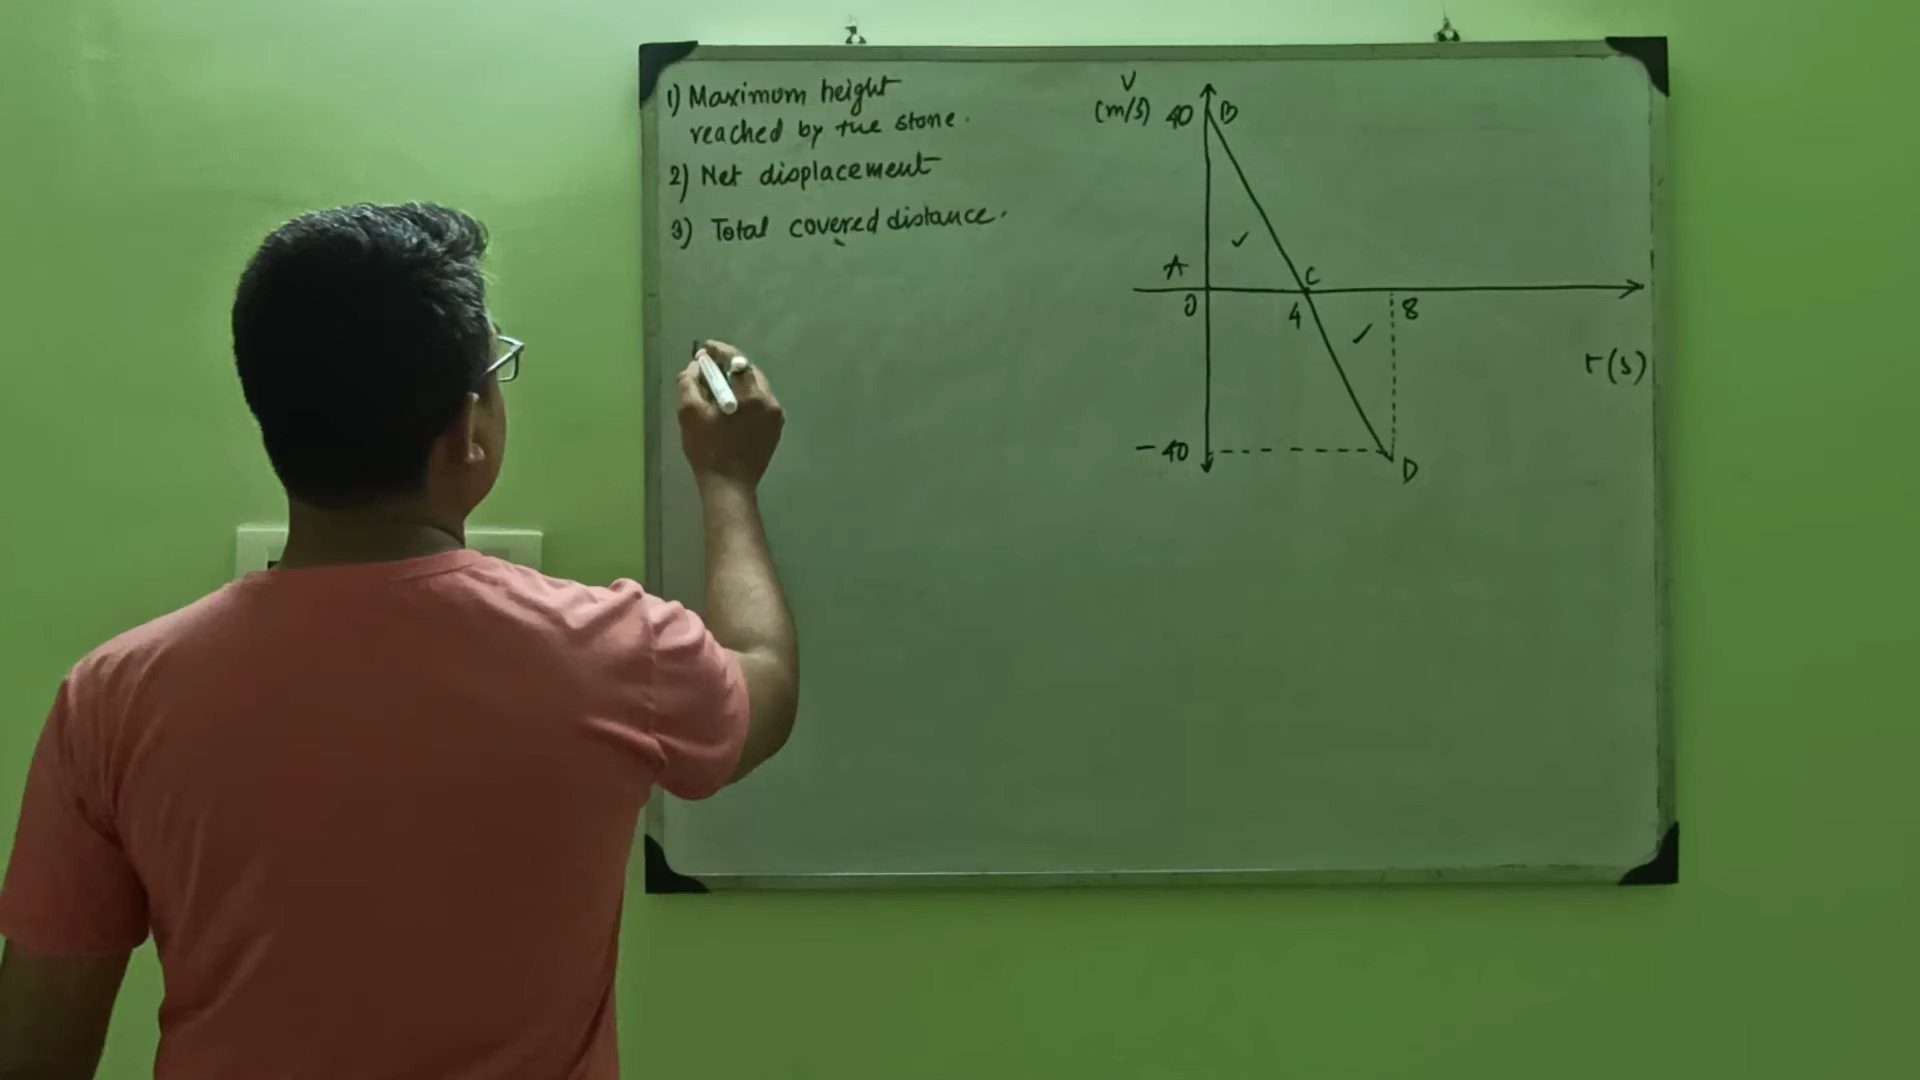 1) Maximum height
reached by the stone.
2) Net displacement
3) Total covered distance.
V
(m/s) 40 B
A
C
0
4
8
t(s)
-40
D